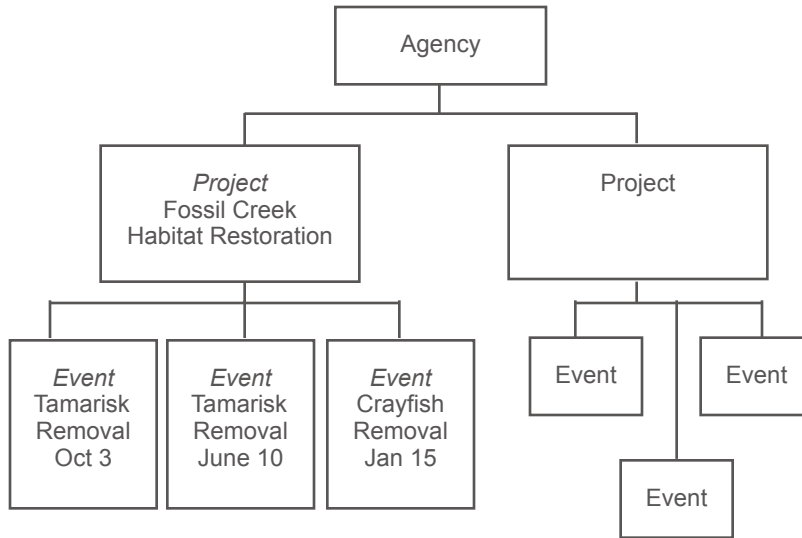 Agency
Project
Fossil Creek
Habitat Restoration
Project
Event
Tamarisk
Removal
Oct 3
Event
Tamarisk
Removal
June 10
Event
Crayfish
Removal
Jan 15
Event
Event
Event